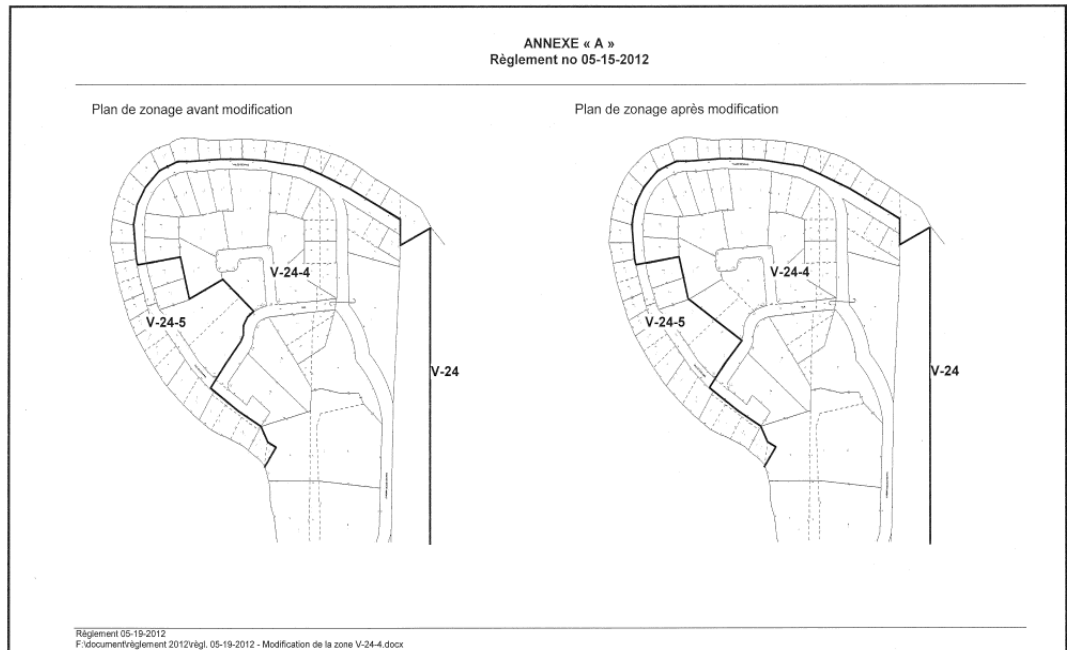 ANNEXE « A »
Règlement no 05-15-2012
Plan de zonage avant modification
Plan de zonage après modification
V-24-4
V-24-5
V-24
V-24-4
V-24-5
V-24
Règlement 05-19-2012
F:\document\règlement 2012\règl. 05-19-2012 - Modification de la zone V-24-4.docx